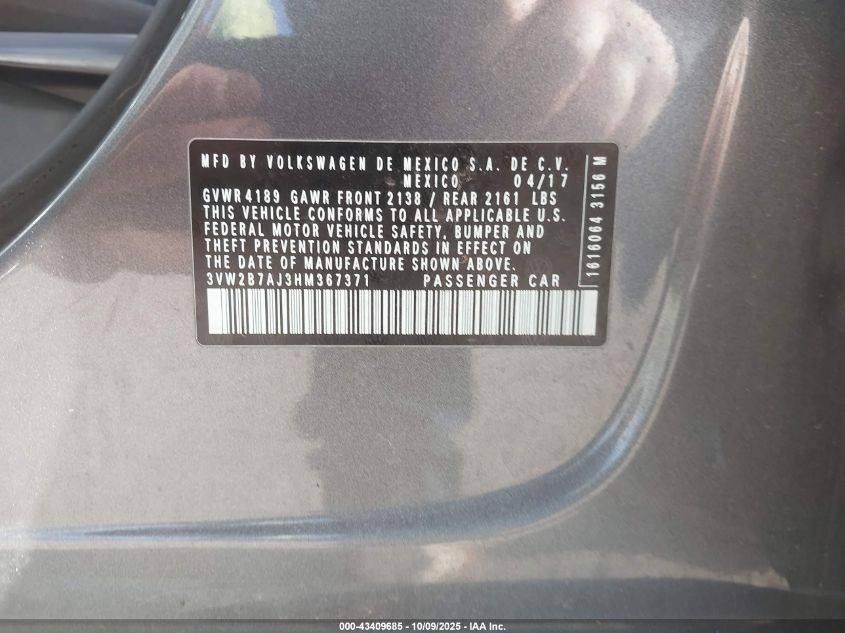 MFD BY VOLKSWAGEN DE MEXICO S.A. DE C.V.
MEXICO 04/17
GVWR 4189 GAWR FRONT 2138 / REAR 2161 LBS
THIS VEHICLE CONFORMS TO ALL APPLICABLE U.S.
FEDERAL MOTOR VEHICLE SAFETY, BUMPER AND
THEFT PREVENTION STANDARDS IN EFFECT ON
THE DATE OF MANUFACTURE SHOWN ABOVE.
3VW2B7AJ3HM367371 PASSENGER CAR
1616064 3156 M
000-43409685 - 10/09/2025 - IAA Inc.